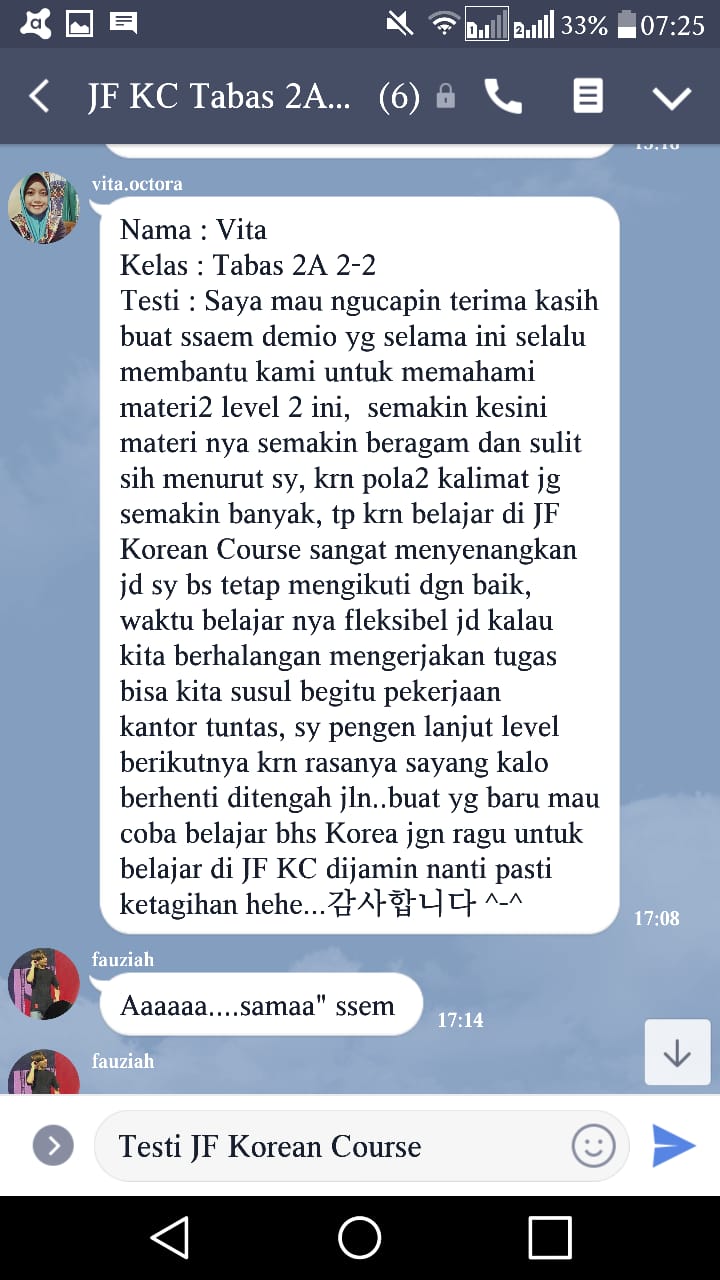 33% 07:25
JF KC Tabas 2A... (6)
vita.octora
Nama : Vita
Kelas : Tabas 2A 2-2
Testi : Saya mau ngucapin terima kasih
buat ssaem demio yg selama ini selalu
membantu kami untuk memahami
materi2 level 2 ini, semakin kesini
materi nya semakin beragam dan sulit
sih menurut sy, krn pola2 kalimat jg
semakin banyak, tp krn belajar di JF
Korean Course sangat menyenangkan
jd sy bs tetap mengikuti dgn baik,
waktu belajar nya fleksibel jd kalau
kita berhalangan mengerjakan tugas
bisa kita susul begitu pekerjaan
kantor tuntas, sy pengen lanjut level
berikutnya krn rasanya sayang kalo
berhenti ditengah jln..buat yg baru mau
coba belajar bhs Korea jgn ragu untuk
belajar di JF KC dijamin nanti pasti
ketagihan hehe...감사합니다 ^-^
17:08
fauziah
Aaaaaa....samaa" ssem
17:14
fauziah
Testi JF Korean Course